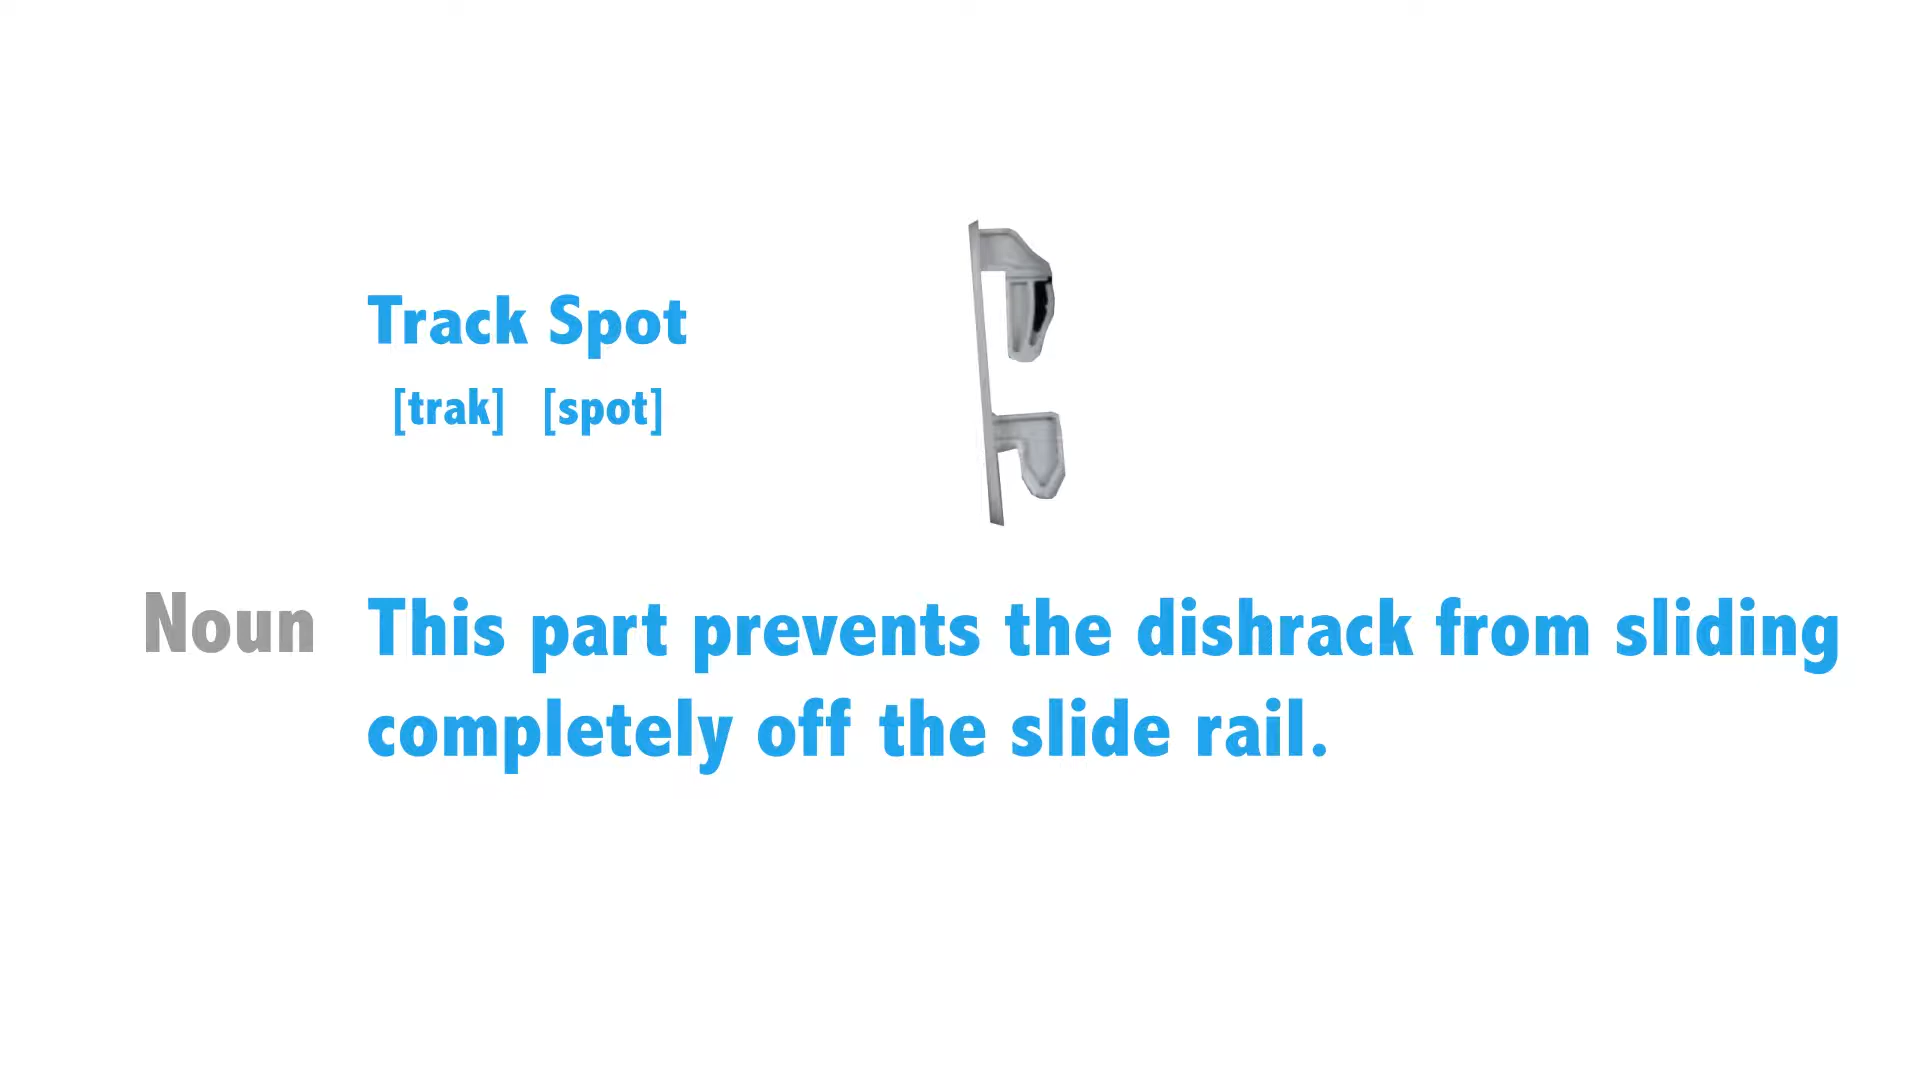 Track Spot
[trak] [spot]
Noun This part prevents the dishrack from sliding
completely off the slide rail.